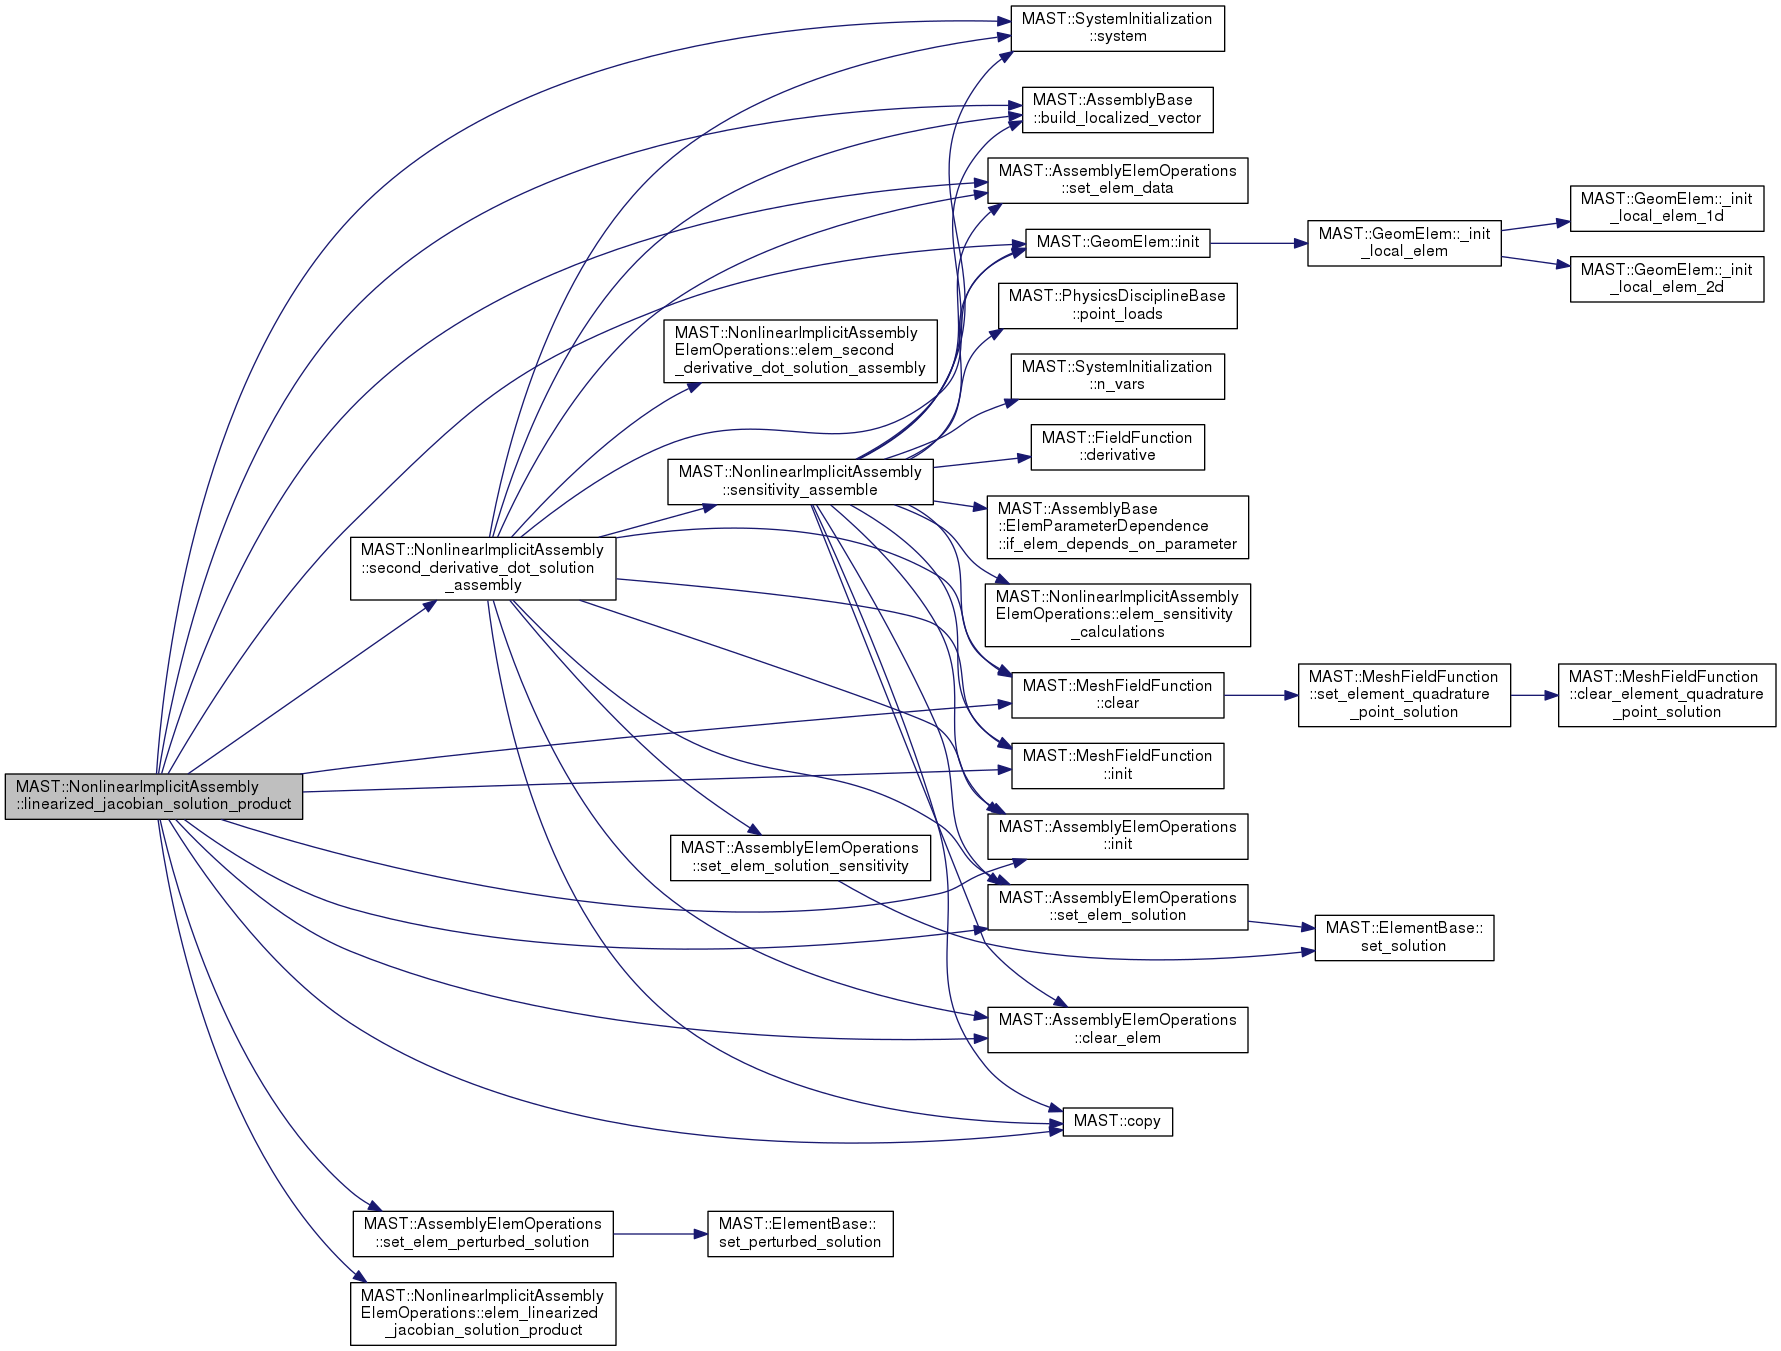 MAST::SystemInitialization
::system
MAST::AssemblyBase
::build_localized_vector
MAST::AssemblyElemOperations
::set_elem_data
MAST::GeomElem::_init
_local_elem_1d
MAST::GeomElem::init
MAST::GeomElem::_init
_local_elem
MAST::GeomElem::_init
_local_elem_2d
MAST::PhysicsDisciplineBase
::point_loads
MAST::NonlinearImplicitAssembly
ElemOperations::elem_second
_derivative_dot_solution_assembly
MAST::SystemInitialization
::n_vars
MAST::FieldFunction
::derivative
MAST::NonlinearImplicitAssembly
::sensitivity_assemble
MAST::AssemblyBase
::ElemParameterDependence
::if_elem_depends_on_parameter
MAST::NonlinearImplicitAssembly
::second_derivative_dot_solution
_assembly
MAST::NonlinearImplicitAssembly
ElemOperations::elem_sensitivity
_calculations
MAST::MeshFieldFunction
::clear
MAST::MeshFieldFunction
::set_element_quadrature
_point_solution
MAST::MeshFieldFunction
::clear_element_quadrature
_point_solution
MAST::MeshFieldFunction
::init
MAST::NonlinearImplicitAssembly
::linearized_jacobian_solution_product
MAST::AssemblyElemOperations
::init
MAST::AssemblyElemOperations
::set_elem_solution_sensitivity
MAST::AssemblyElemOperations
::set_elem_solution
MAST::ElementBase::
set_solution
MAST::AssemblyElemOperations
::clear_elem
MAST::copy
MAST::AssemblyElemOperations
::set_elem_perturbed_solution
MAST::ElementBase::
set_perturbed_solution
MAST::NonlinearImplicitAssembly
ElemOperations::elem_linearized
_jacobian_solution_product